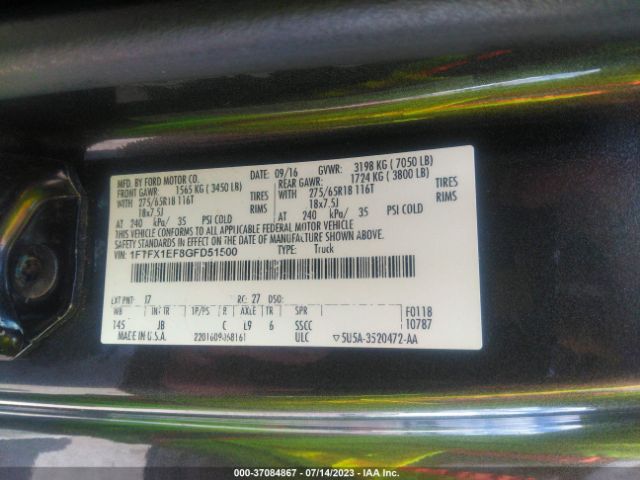 MFD. BY FORD MOTOR CO. DATE: 09/16 GVWR: 3198 KG ( 7050 LB)
FRONT GAWR: 1565 KG ( 3450 LB) REAR GAWR: 1724 KG ( 3800 LB)
WITH 275/65R18 116T TIRES WITH 275/65R18 116T TIRES
18x7.5J RIMS 18x7.5J RIMS
AT 240 kPa/ 35 PSI COLD AT 240 kPa/ 35 PSI COLD
THIS VEHICLE CONFORMS TO ALL APPLICABLE FEDERAL MOTOR VEHICLE
SAFETY STANDARDS IN EFFECT ON THE DATE OF MANUFACTURE SHOWN ABOVE.
VIN: 1FTFX1EF8GFD51500 TYPE: Truck
EXT PNT: RC: 27 DSO:
WB INT TR TP/PS R AXLE TR SPR F0118
145 JB C L9 6 SSCC 10787
MADE IN U.S.A. ULC 5U5A-3520472-AA
000-37084867 - 07/14/2023 - IAA Inc.